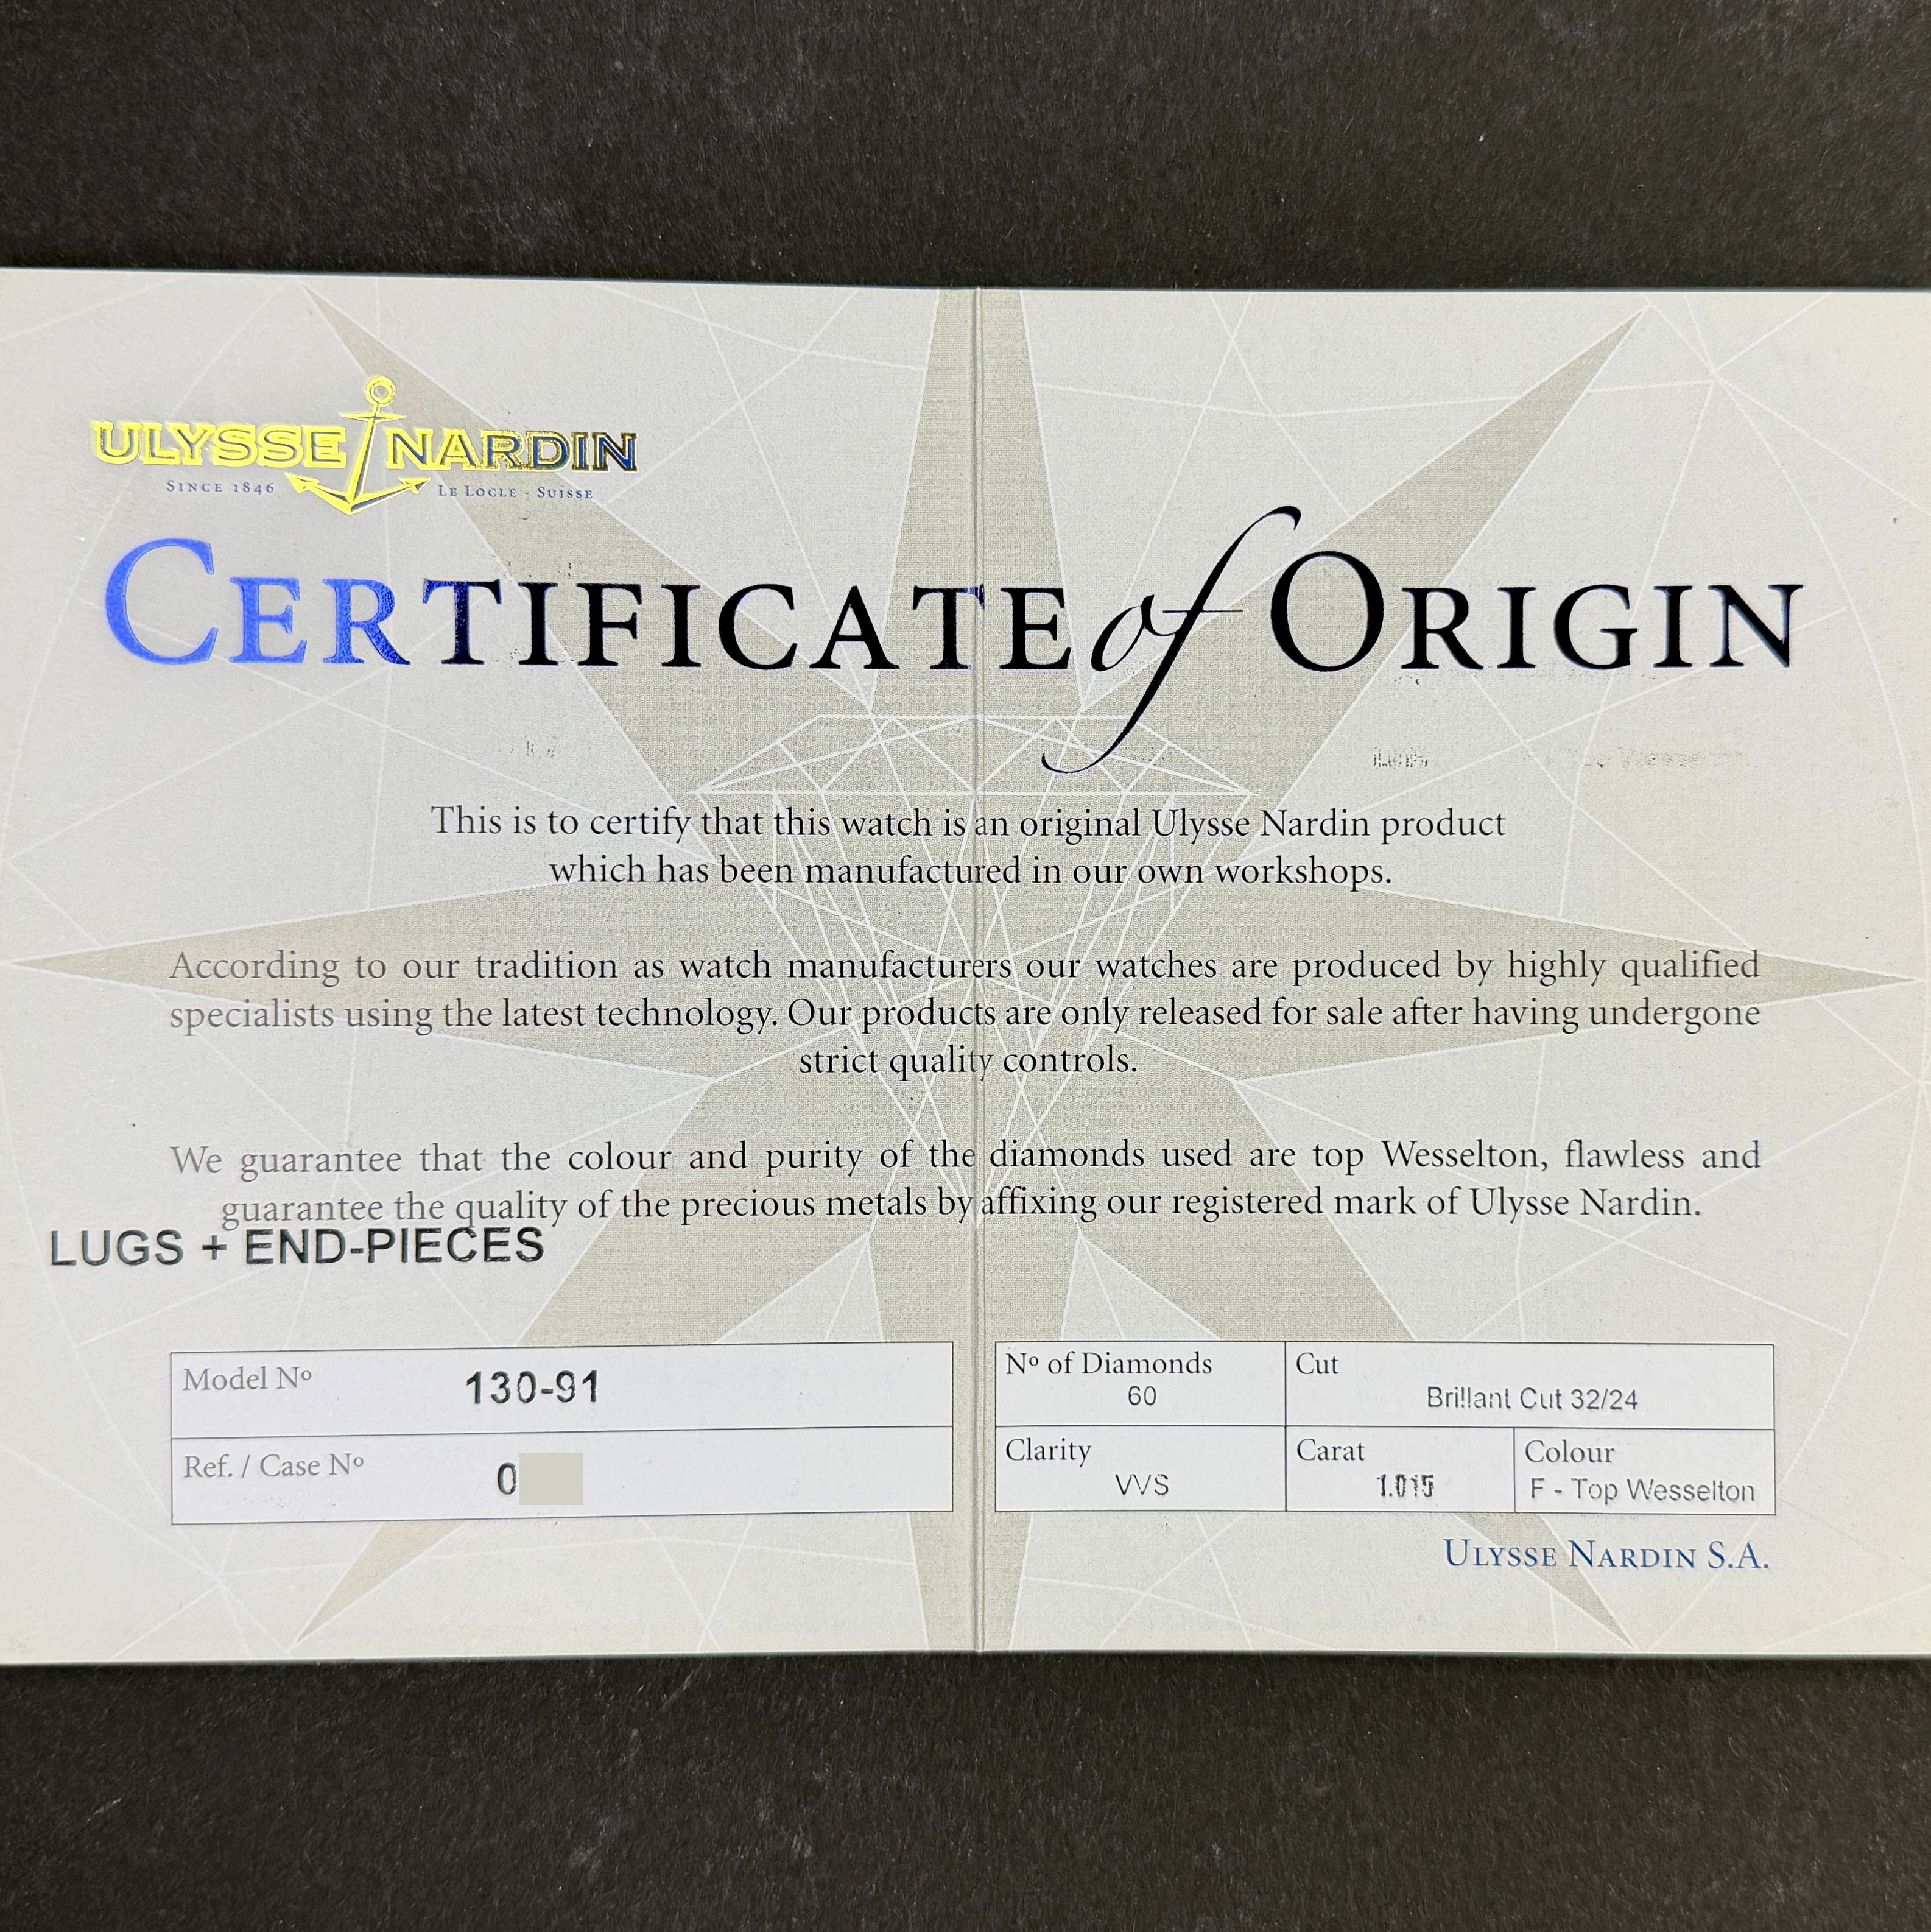 ULYSSE NARDIN
SINCE 1846 LE LOCLE - SUISSE
CERTIFICATE of ORIGIN
This is to certify that this watch is an original Ulysse Nardin product
which has been manufactured in our own workshops.
According to our tradition as watch manufacturers our watches are produced by highly qualified
specialists using the latest technology. Our products are only released for sale after having undergone
strict quality controls.
We guarantee that the colour and purity of the diamonds used are top Wesselton, flawless and
guarantee the quality of the precious metals by affixing our registered mark of Ulysse Nardin.
LUGS + END-PIECES
Model Nº 130-91
Ref. / Case Nº 0
Nº of Diamonds
60
Cut
Brillant Cut 32/24
Clarity
VVS
Carat
1.015
Colour
F - Top Wesselton
ULYSSE NARDIN S.A.